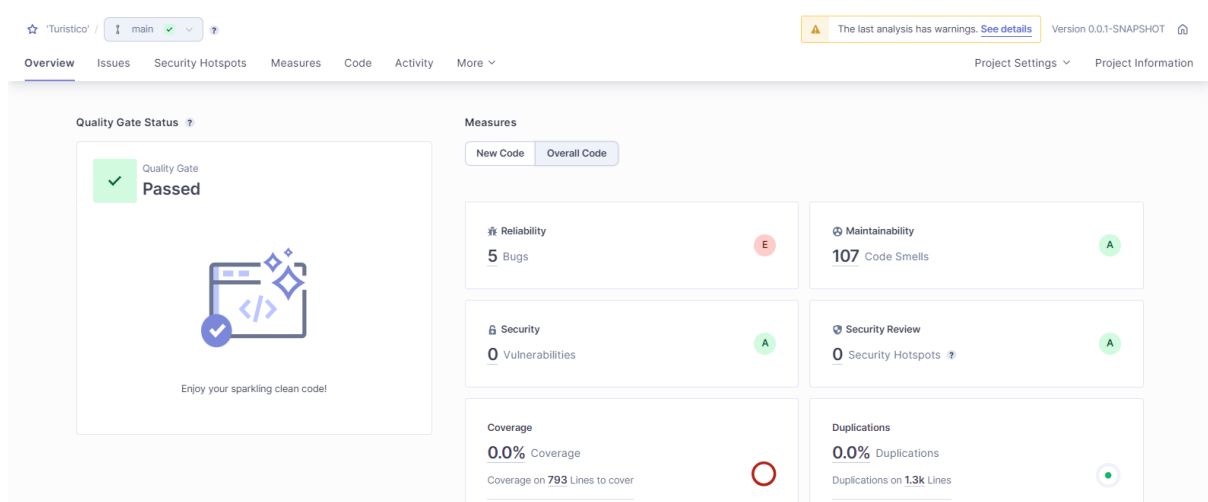 'Turistico' / main
The last analysis has warnings. See details Version 0.0.1-SNAPSHOT
Overview Issues Security Hotspots Measures Code Activity More Project Settings Project Information
Quality Gate Status ?
Quality Gate
Passed
</>
Enjoy your sparkling clean code!
Measures
New Code Overall Code
Reliability
5 Bugs
E
Maintainability
107 Code Smells
A
Security
0 Vulnerabilities
A
Security Review
0 Security Hotspots ?
A
Coverage
0.0% Coverage
Coverage on 793 Lines to cover
Duplications
0.0% Duplications
Duplications on 1.3k Lines